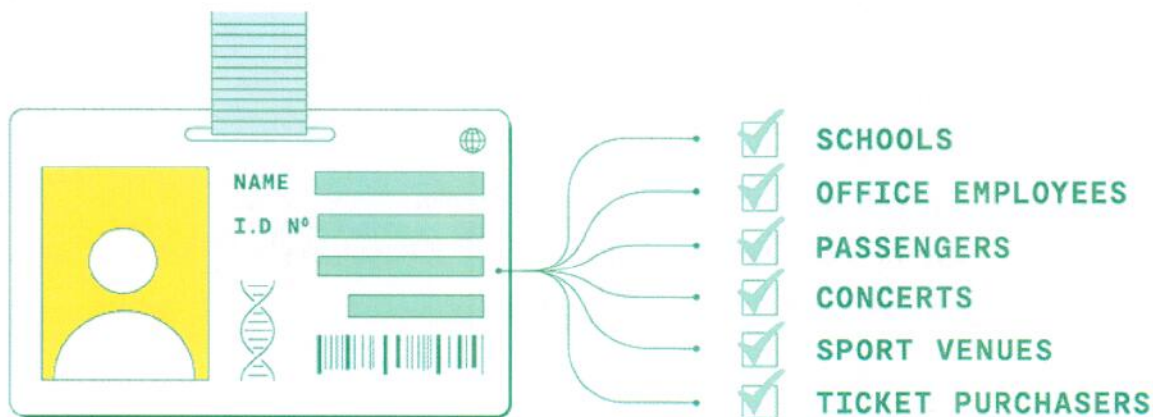 NAME
I.D Nº
SCHOOLS
OFFICE EMPLOYEES
PASSENGERS
CONCERTS
SPORT VENUES
TICKET PURCHASERS